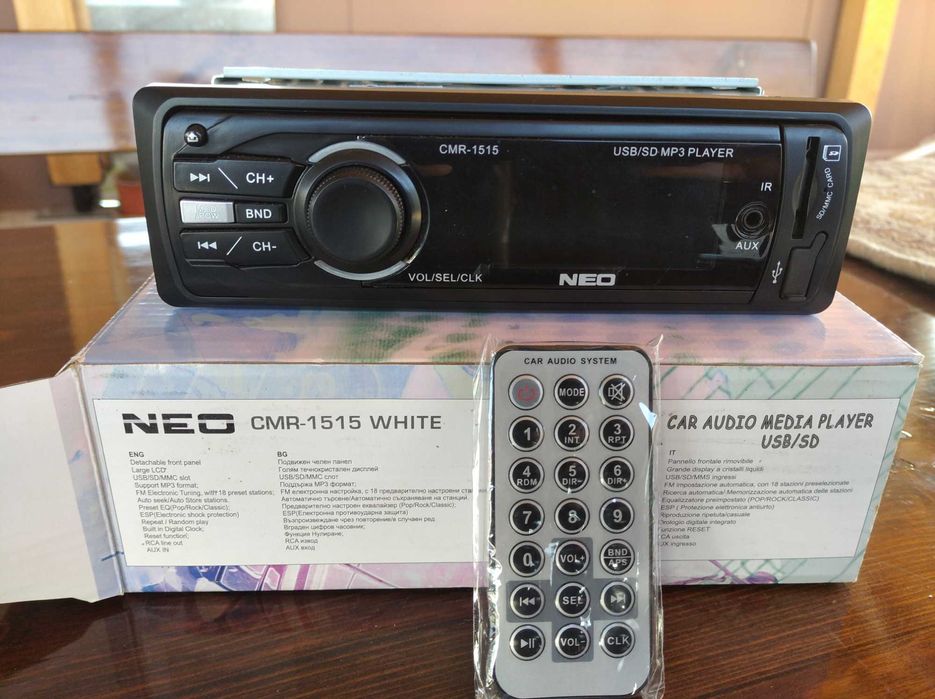 CMR-1515
USB/SD MP3 PLAYER
CH+
BND
CH-
VOL/SEL/CLK
NEO
IR
AUX
SD/MMC CARD
CAR AUDIO SYSTEM
MODE
1
2 INT
3 RPT
4 RDM
5 DIR-
6 DIR+
7
8
9
0
VOL+
BND
APS
SEL
VOL-
CLK
NEO CMR-1515 WHITE
ENG
Detachable front panel
Large LCD
USB/SD/MMC slot
Support MP3 format;
FM Electronic Tuning, with 18 preset stations;
Auto seek/Auto Store stations.
Preset EQ(Pop/Rock/Classic);
ESP(Electronic shock protection)
Repeat / Random play
Built in Digital Clock;
Reset function;
RCA line out
AUX IN
BG
Подвижен челен панел
Голям течнокристален дисплей
USB/SD/MMC слот
Поддържа MP3 формат;
FM електронна настройка, с 18 предварително настроени
Автоматично търсене/Автоматично съхраняване на станции.
Предварително настроен еквалайзер (Pop/Rock/Classic);
ESP(Електронна противоударна защита)
Възпроизвеждане чрез повторение/случаен ред
Вграден цифров часовник;
Функция Нулиране;
RCA извод
AUX вход
CAR AUDIO MEDIA PLAYER
USB/SD
IT
Pannello frontale rimovibile
Grande display a cristalli liquidi
USB/SD/MMS ingressi
FM impostazione automatica, con 18 stazioni preselezionate
Ricerca automatica/ Memorizzazione automatica delle stazioni
Equalizzatore preimpostato (POP/ROCK/CLASSIC)
ESP ( Protezione elettronica antiurto)
Riproduzione ripetuta/casuale
Orologio digitale integrato
unzione RESET
CA uscita
UX ingresso